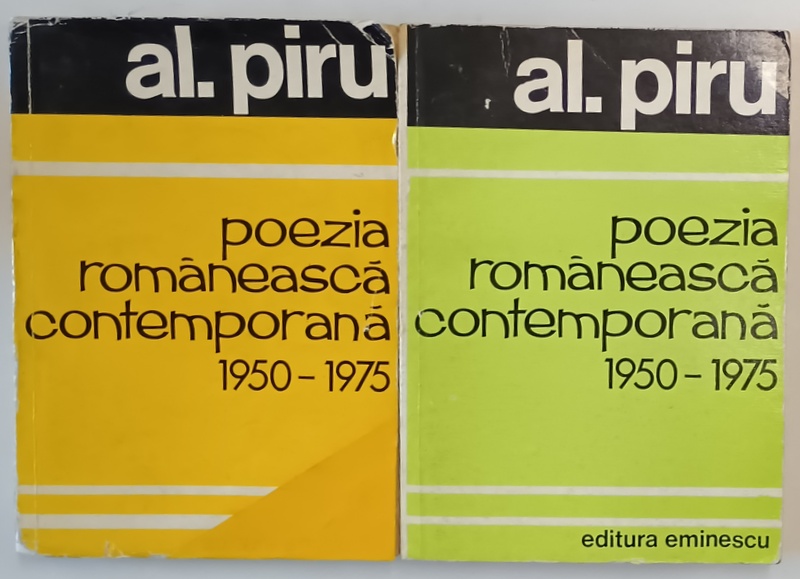 al. piru
poezia
românească
contemporană
1950 – 1975
al. piru
poezia
românească
contemporană
1950 – 1975
editura eminescu